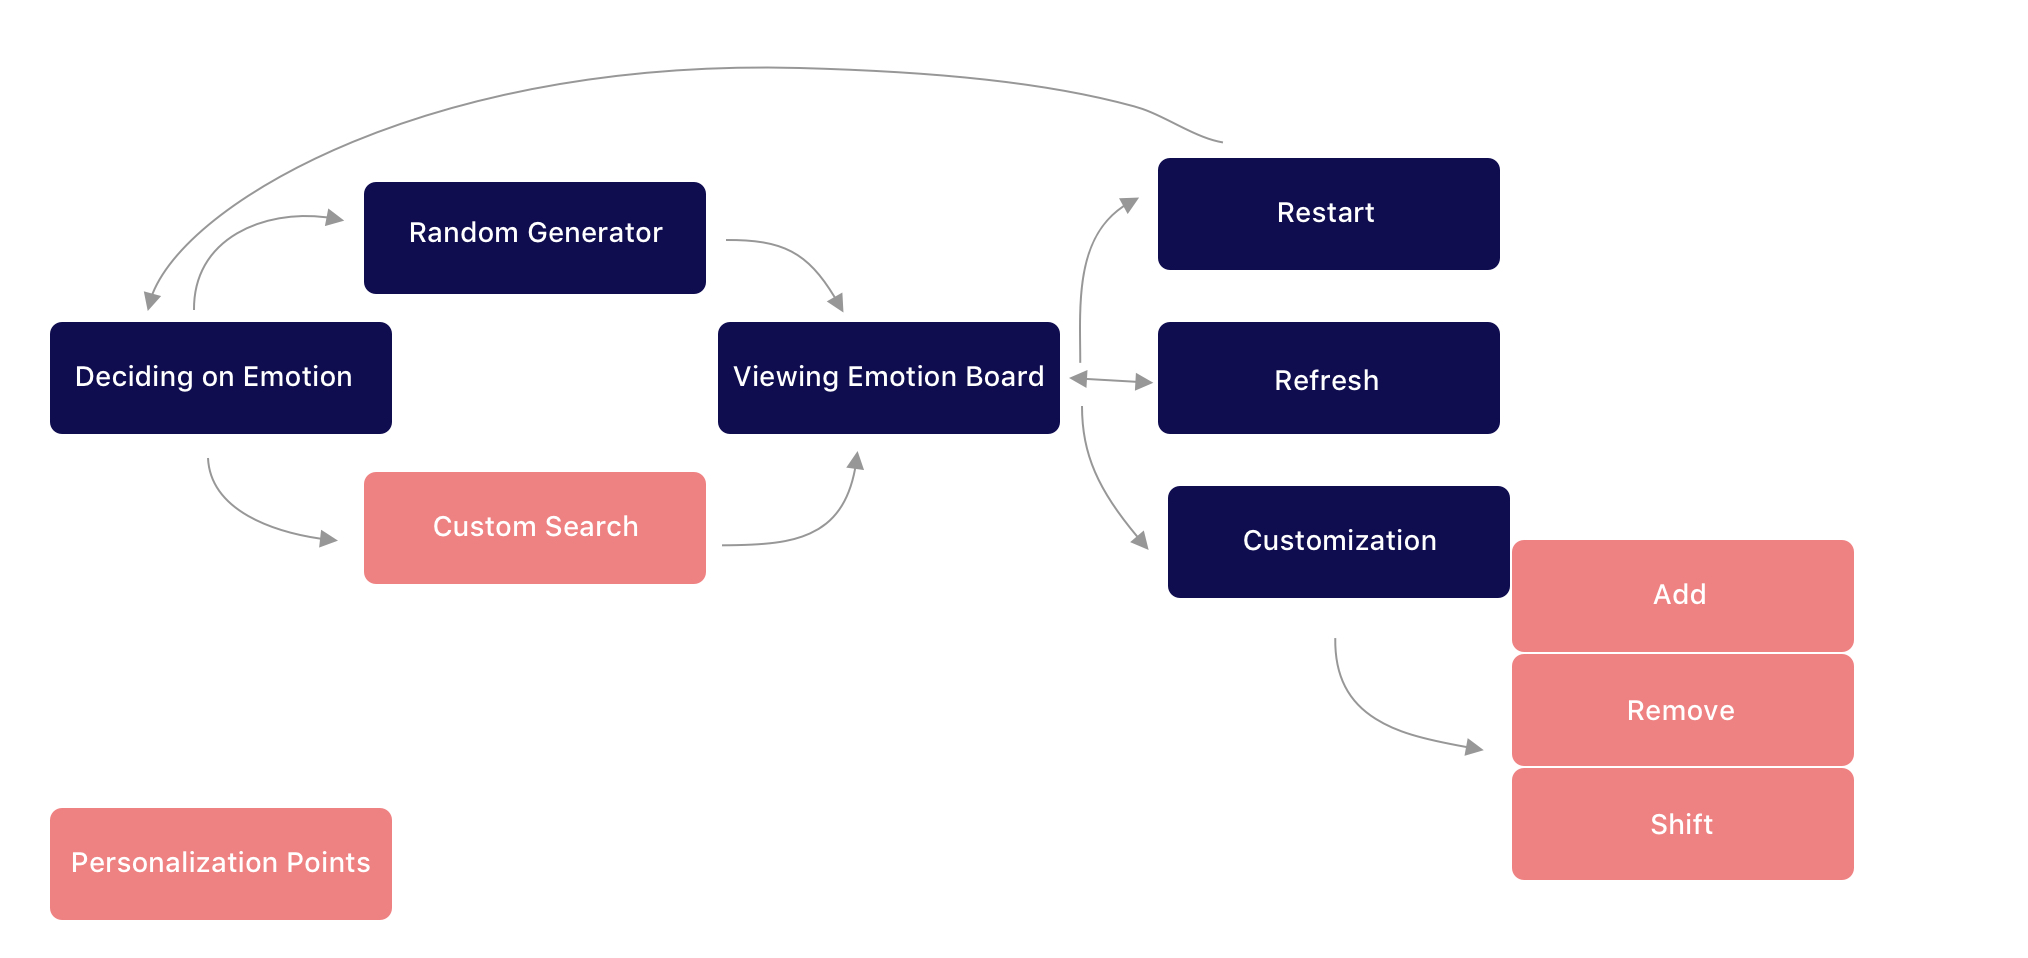 Restart
Random Generator
Deciding on Emotion
Viewing Emotion Board
Refresh
Custom Search
Customization
Add
Remove
Shift
Personalization Points